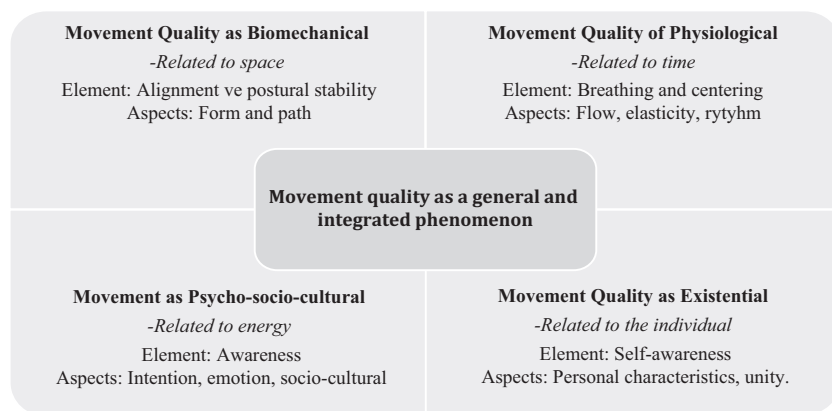 Movement Quality as Biomechanical
-Related to space
Element: Alignment ve postural stability
Aspects: Form and path
Movement Quality of Physiological
-Related to time
Element: Breathing and centering
Aspects: Flow, elasticity, rytyhm
Movement quality as a general and
integrated phenomenon
Movement as Psycho-socio-cultural
-Related to energy
Element: Awareness
Aspects: Intention, emotion, socio-cultural
Movement Quality as Existential
-Related to the individual
Element: Self-awareness
Aspects: Personal characteristics, unity.